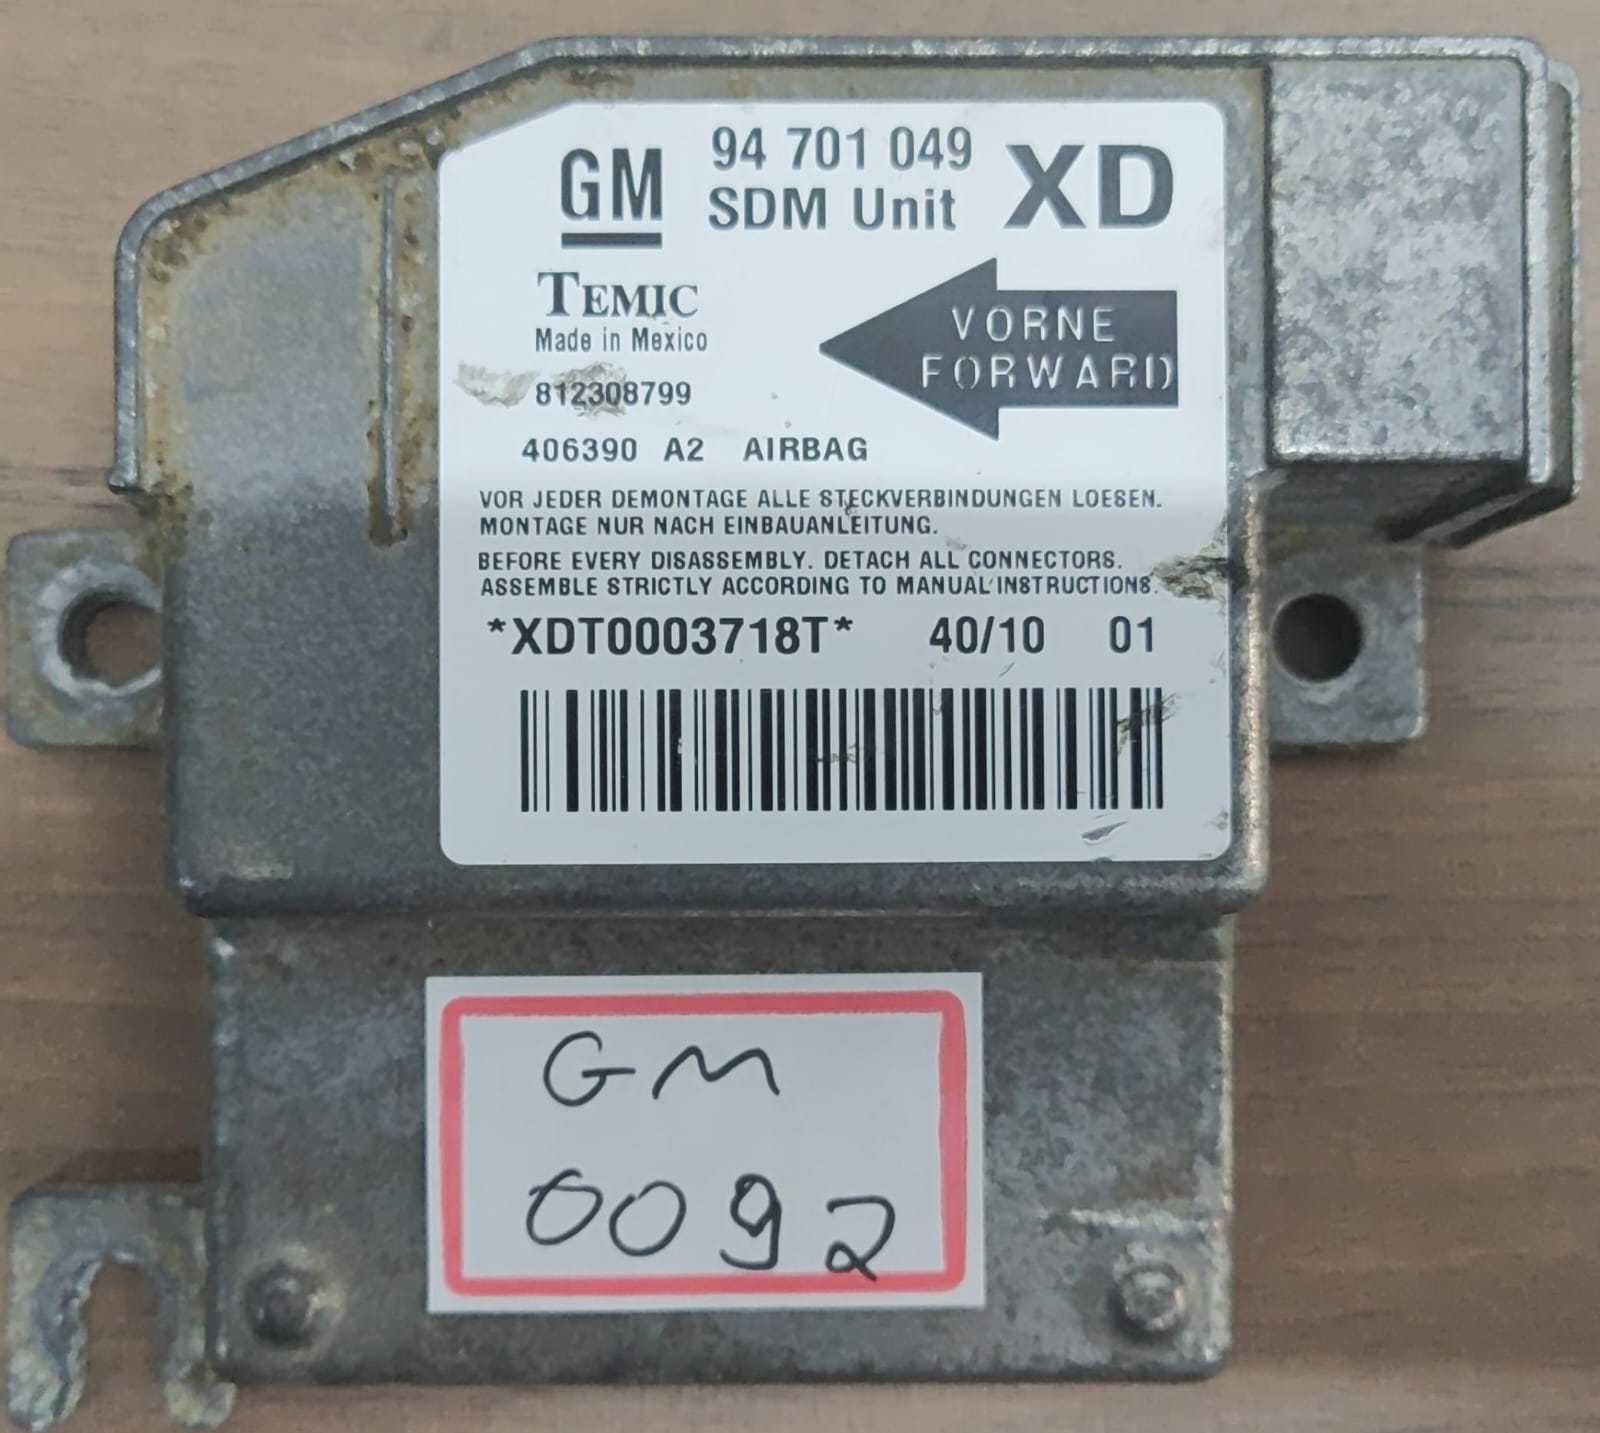 GM 94 701 049 XD
SDM Unit
TEMIC
Made in Mexico
VORNE
FORWARD
812308799
406390 A2 AIRBAG
VOR JEDER DEMONTAGE ALLE STECKVERBINDUNGEN LOESEN.
MONTAGE NUR NACH EINBAUANLEITUNG.
BEFORE EVERY DISASSEMBLY. DETACH ALL CONNECTORS.
ASSEMBLE STRICTLY ACCORDING TO MANUAL INSTRUCTIONS.
*XDT0003718T* 40/10 01
GM
0092